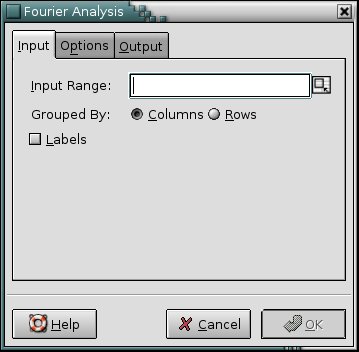 Fourier Analysis
Input Options Output
Input Range:
Grouped By: Columns Rows
Labels
Help Cancel OK